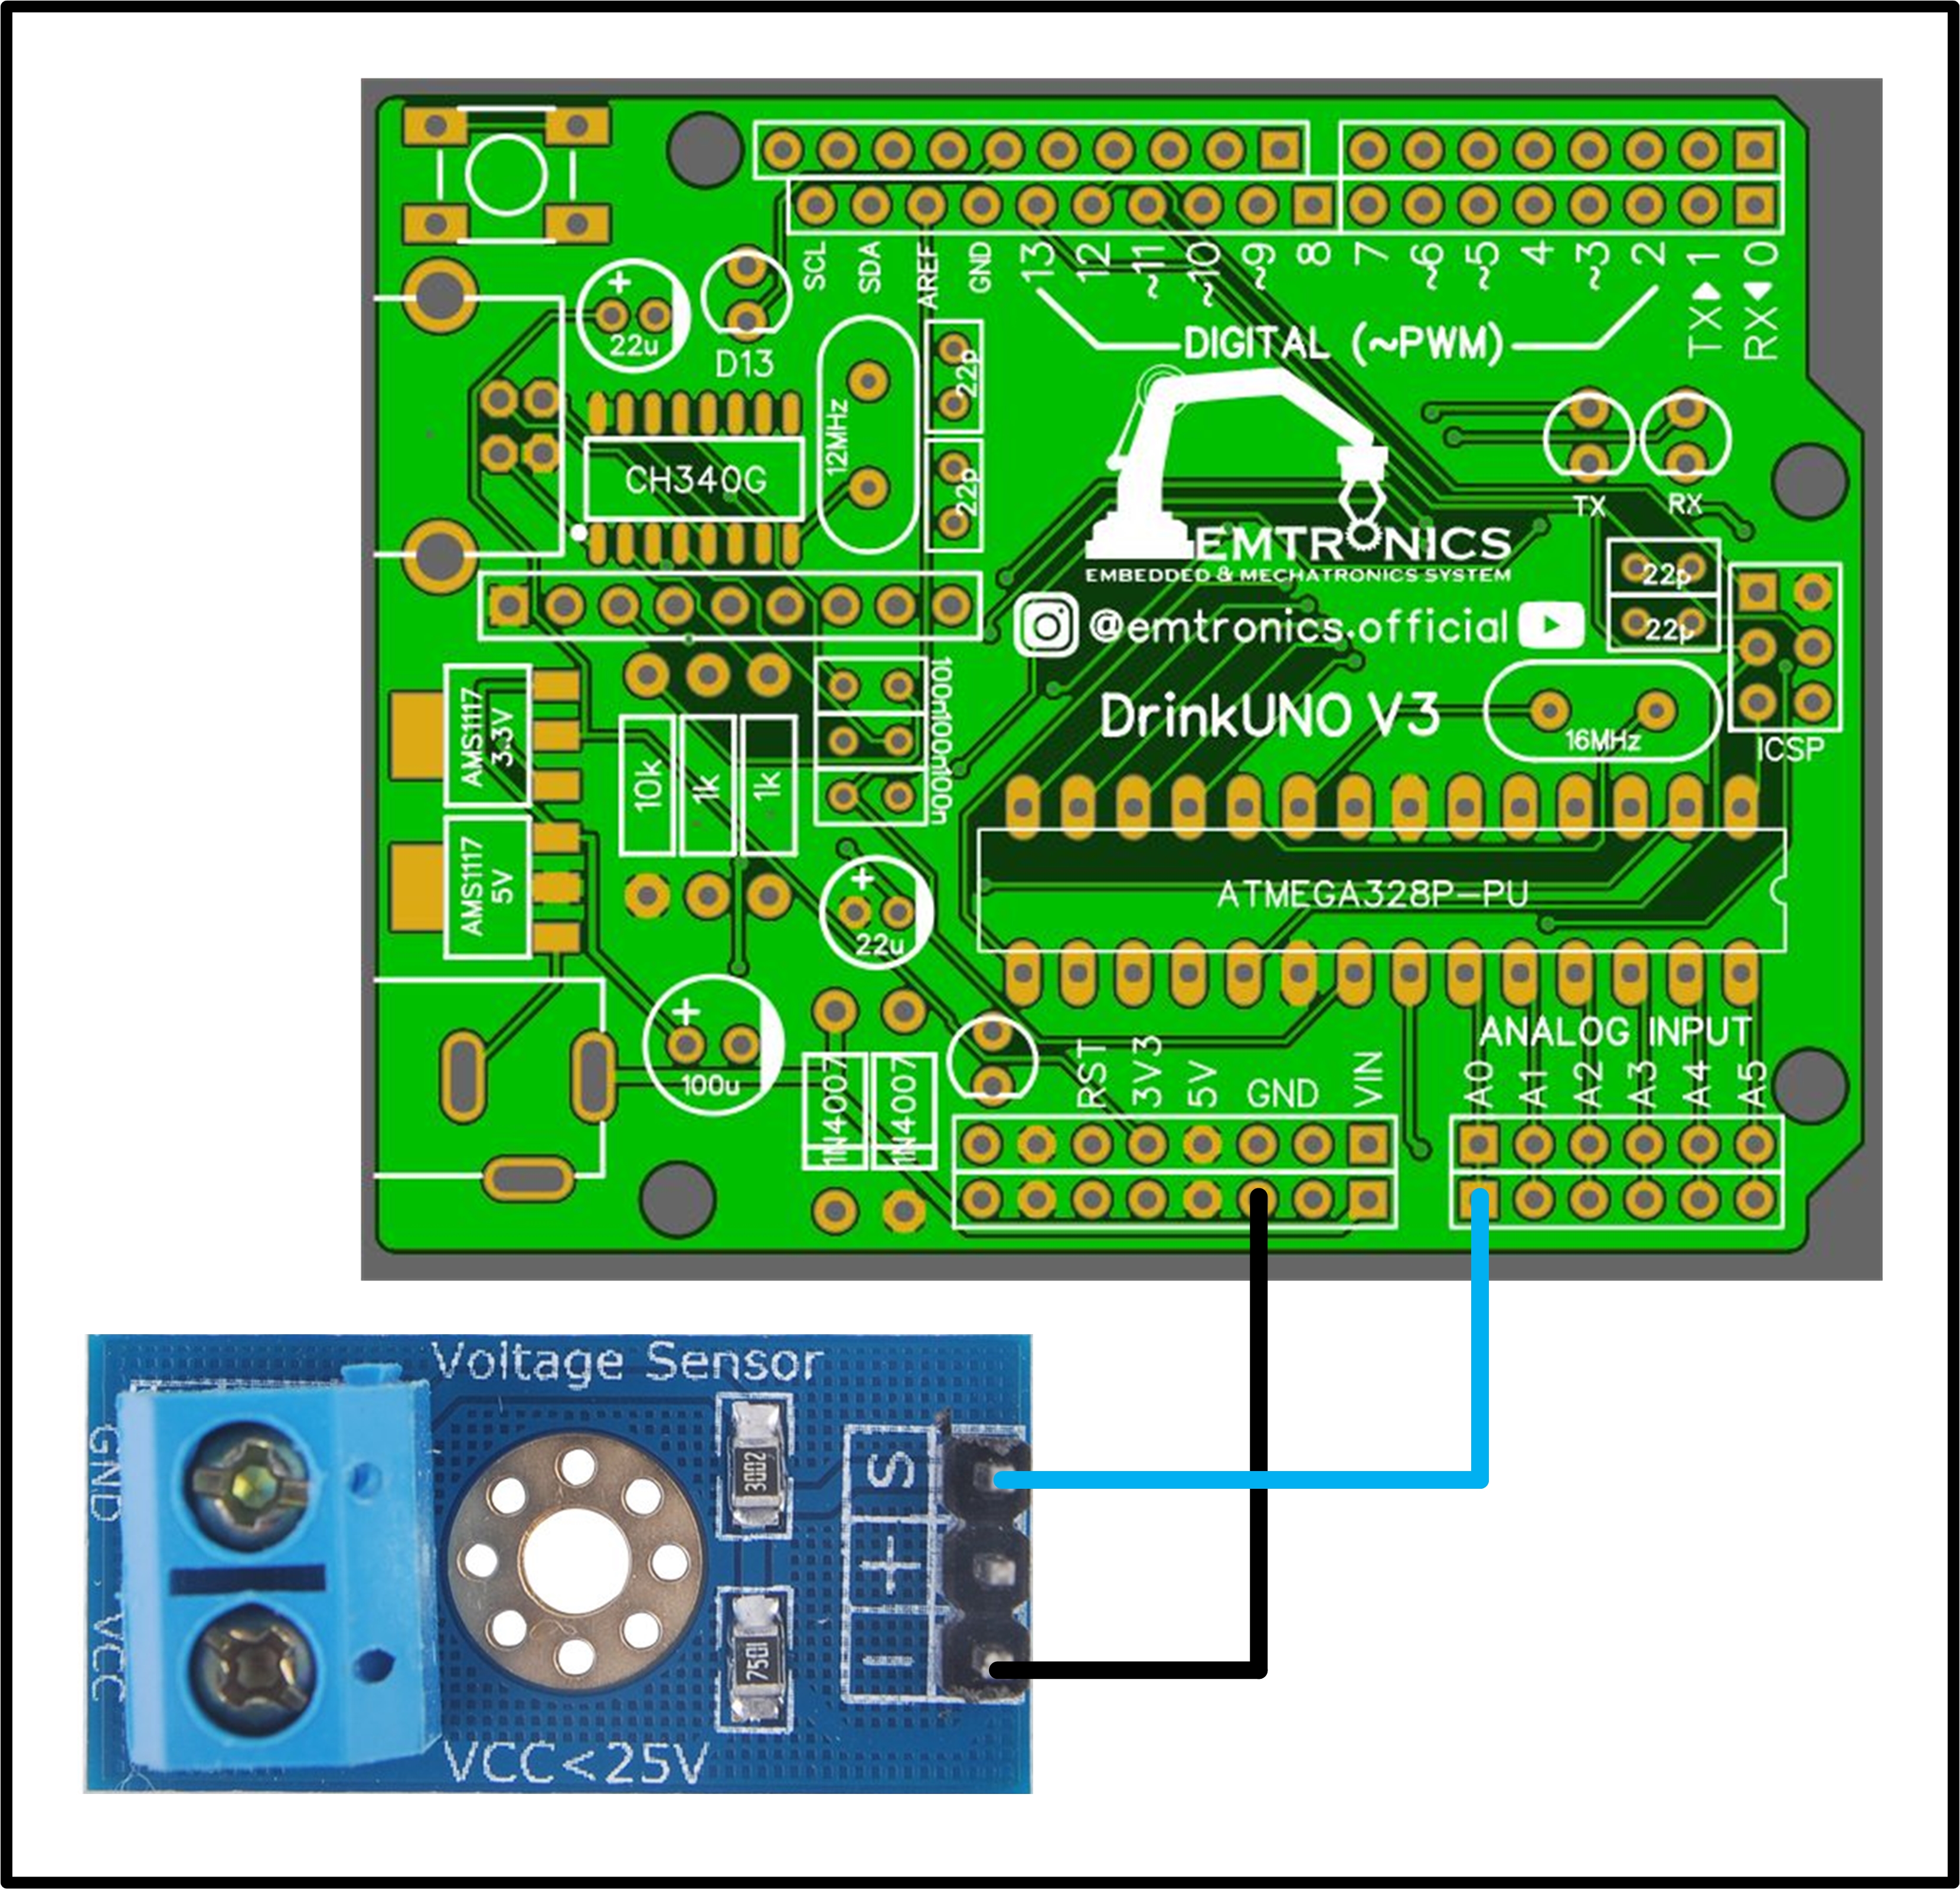 SCL
SDA
AREF
GND
13
12
~11
~10
~9
8
7
~6
~5
4
~3
2
TX▶1
RX◀0
DIGITAL (~PWM)
+
22u
D13
12MHz
22p
22p
CH340G
TX
RX
EMTRONICS
EMBEDDED & MECHATRONICS SYSTEM
@emtronics.official
22p
22p
DrinkUNO V3
16MHz
ICSP
AMS1117
3.3V
AMS1117
5V
10k
1k
1k
100n
100n
100n
+
22u
ATMEGA328P-PU
+
100u
1N4007
1N4007
RST
3V3
5V
GND
VIN
ANALOG INPUT
A0
A1
A2
A3
A4
A5
Voltage Sensor
GND
VCC
3002
7501
S
+
-
VCC<25V